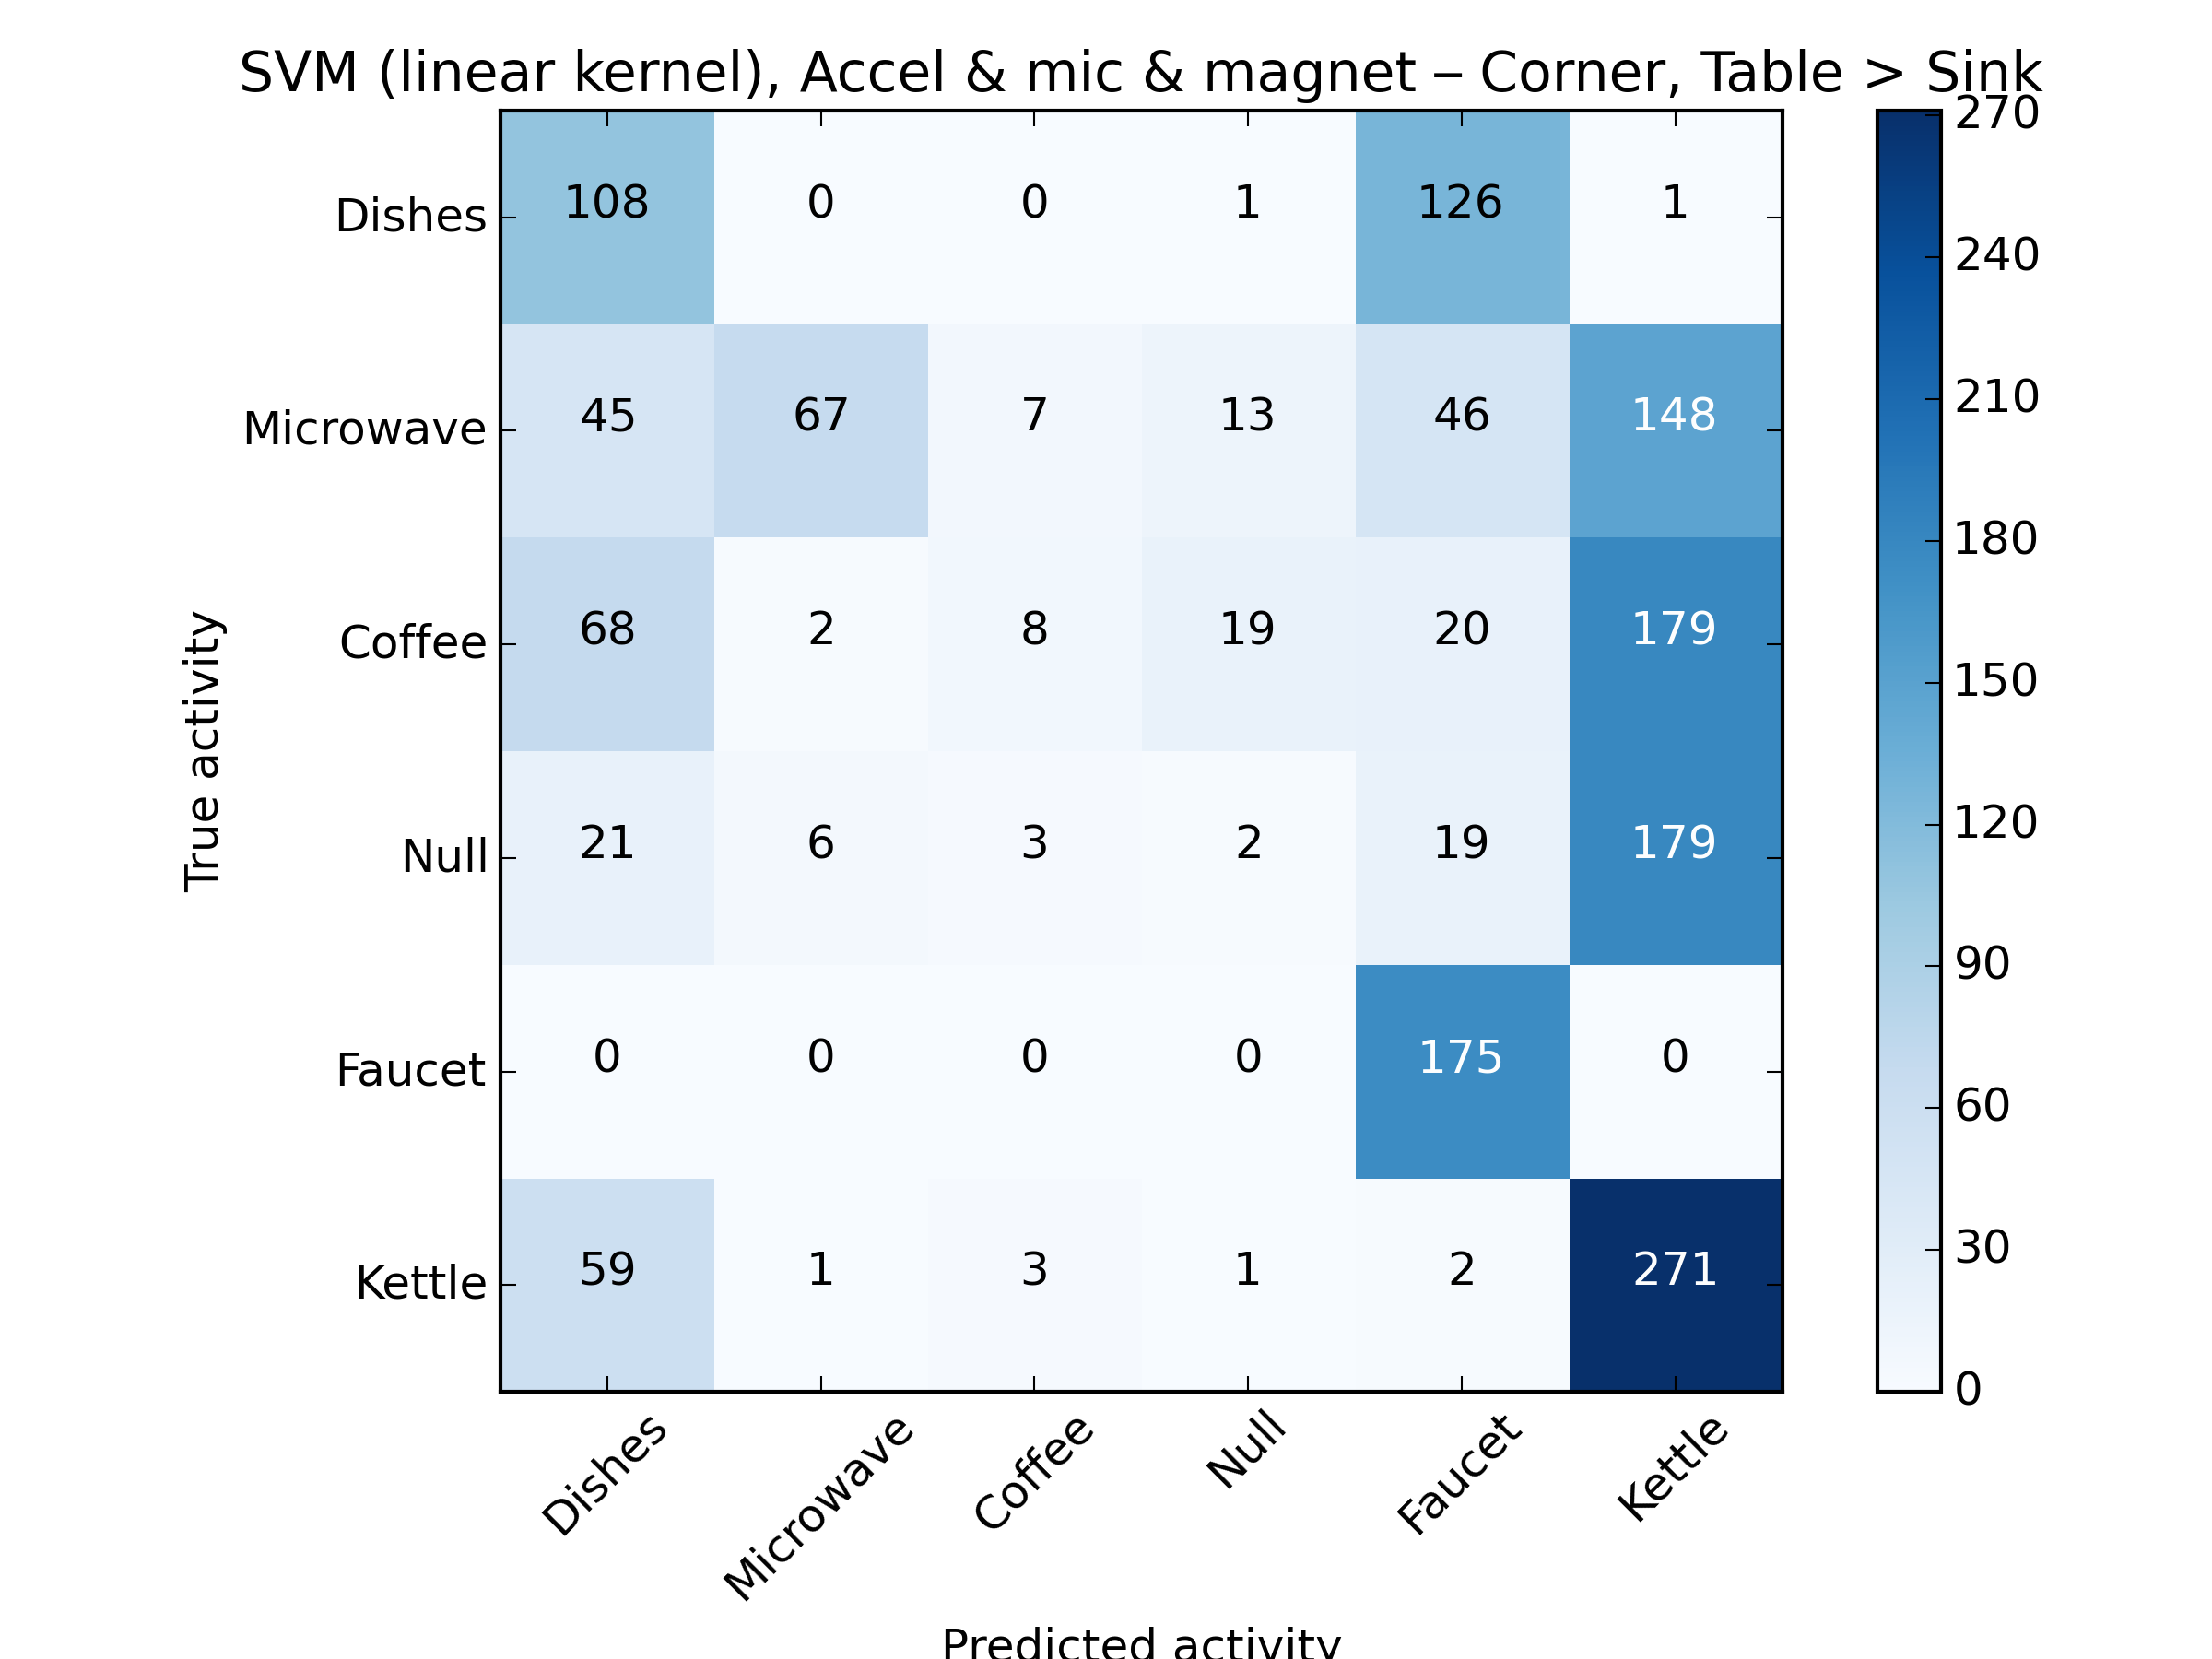 SVM (linear kernel), Accel & mic & magnet – Corner, Table > Sink
270
Dishes 108 0 0 1 126 1
240
Microwave 45 67 7 13 46 148
210
180
Coffee 68 2 8 19 20 179
150
True activity
120
Null 21 6 3 2 19 179
90
Faucet 0 0 0 0 175 0
60
30
Kettle 59 1 3 1 2 271
0
Dishes Microwave Coffee Null Faucet Kettle
Predicted activity